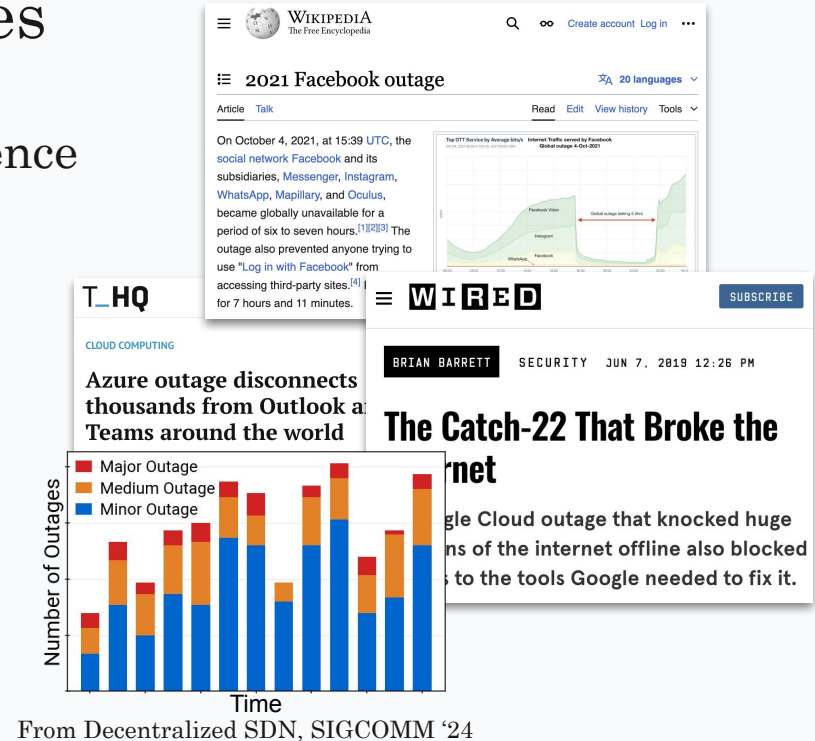 es
ence
WIKIPEDIA
The Free Encyclopedia
Create account Log in
2021 Facebook outage
20 languages
Article Talk
Read Edit View history Tools
On October 4, 2021, at 15:39 UTC, the
social network Facebook and its
subsidiaries, Messenger, Instagram,
WhatsApp, Mapillary, and Oculus,
became globally unavailable for a
period of six to seven hours.[1][2][3] The
outage also prevented anyone trying to
use "Log in with Facebook" from
accessing third-party sites.[4]
for 7 hours and 11 minutes.
Top OTT Service by Average bits/s Internet Traffic served by Facebook
Global outage 4-Oct-2021
Facebook Video
Global outage lasting 5.5hrs
Instagram
Facebook
WhatsApp
T_HQ
CLOUD COMPUTING
Azure outage disconnects
thousands from Outlook a
Teams around the world
WIRED
SUBSCRIBE
BRIAN BARRETT SECURITY JUN 7, 2019 12:26 PM
The Catch-22 That Broke the
rnet
gle Cloud outage that knocked huge
ns of the internet offline also blocked
s to the tools Google needed to fix it.
Major Outage
Medium Outage
Minor Outage
Number of Outages
Time
From Decentralized SDN, SIGCOMM ‘24